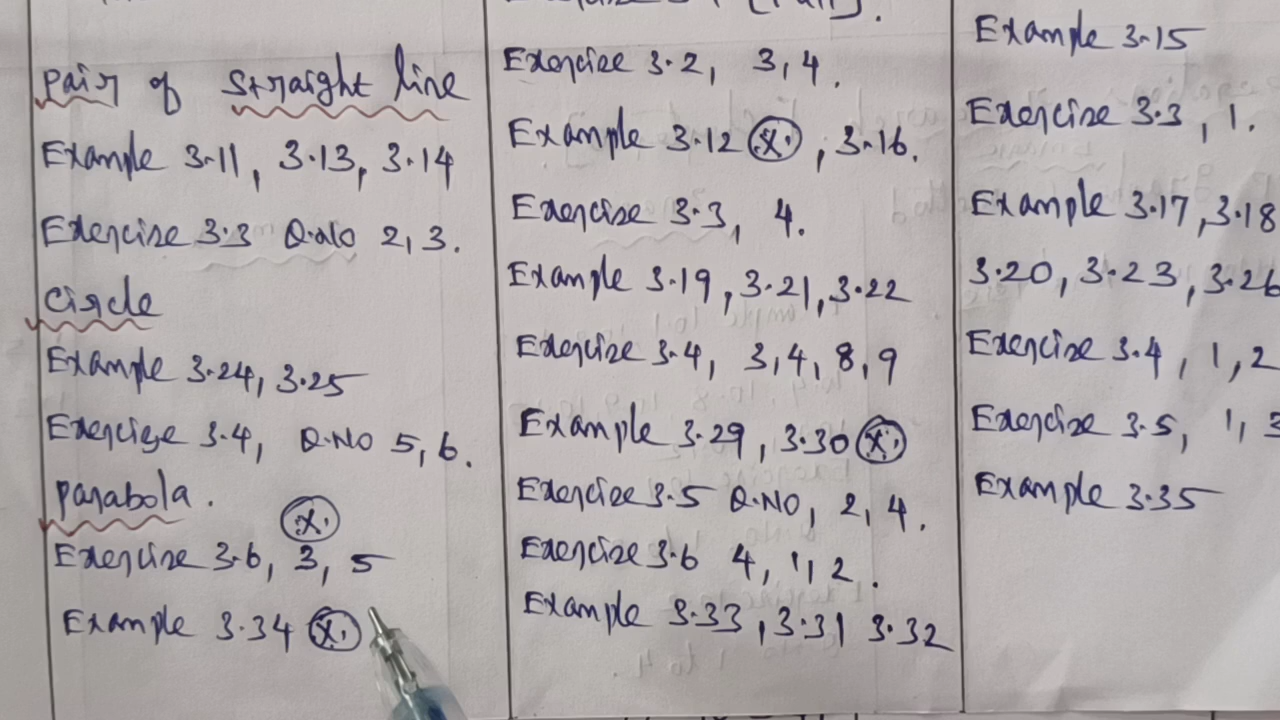 Pair of Straight line
Example 3.11, 3.13, 3.14
Exercise 3.3 Q.No 2, 3.
Circle
Example 3.24, 3.25
Exercise 3.4, Q.No 5, 6.
Parabola.
(X.)
Exercise 3.6, 3, 5
Example 3.34 (X.)
Exercise 3.2, 3, 4.
Example 3.12 (X.), 3.16.
Exercise 3.3, 4.
Example 3.19, 3.21, 3.22
Exercise 3.4, 3, 4, 8, 9
Example 3.29, 3.30 (X.)
Exercise 3.5 Q.NO, 2, 4.
Exercise 3.6 4, 1, 2.
Example 3.33, 3.31 3.32
Example 3.15
Exercise 3.3, 1.
Example 3.17, 3.18
3.20, 3.23, 3.26
Exercise 3.4, 1, 2
Exercise 3.5, 1, 3
Example 3.35